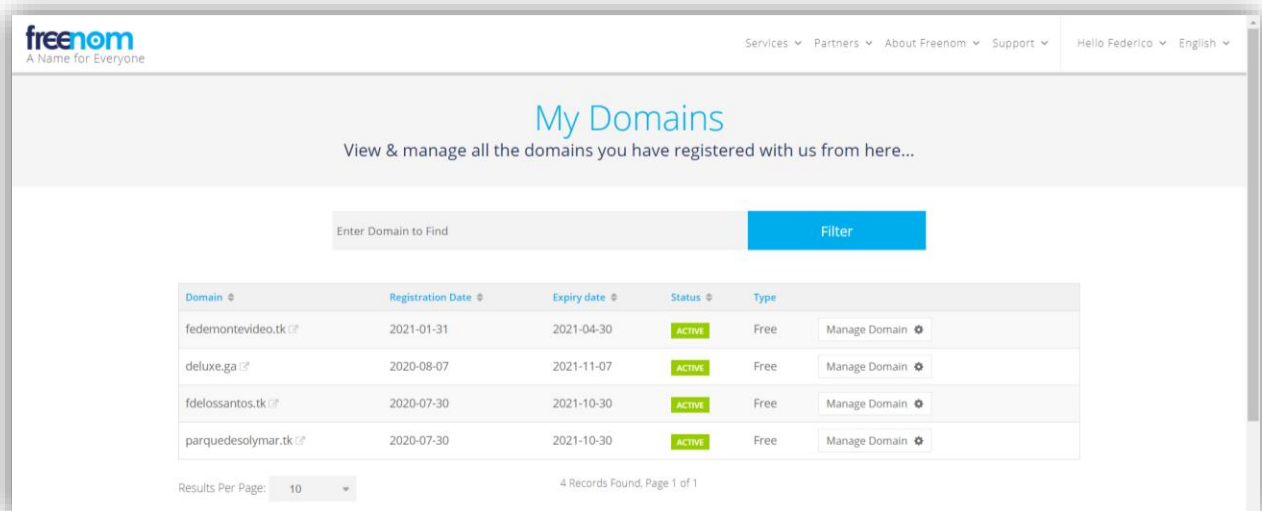 freenom
A Name for Everyone
Services Partners About Freenom Support Hello Federico English
My Domains
View & manage all the domains you have registered with us from here...
Enter Domain to Find Filter
Domain Registration Date Expiry date Status Type
fedemontevideo.tk 2021-01-31 2021-04-30 ACTIVE Free Manage Domain
deluxe.ga 2020-08-07 2021-11-07 ACTIVE Free Manage Domain
fdelossantos.tk 2020-07-30 2021-10-30 ACTIVE Free Manage Domain
parquedesolymar.tk 2020-07-30 2021-10-30 ACTIVE Free Manage Domain
Results Per Page: 10 4 Records Found, Page 1 of 1